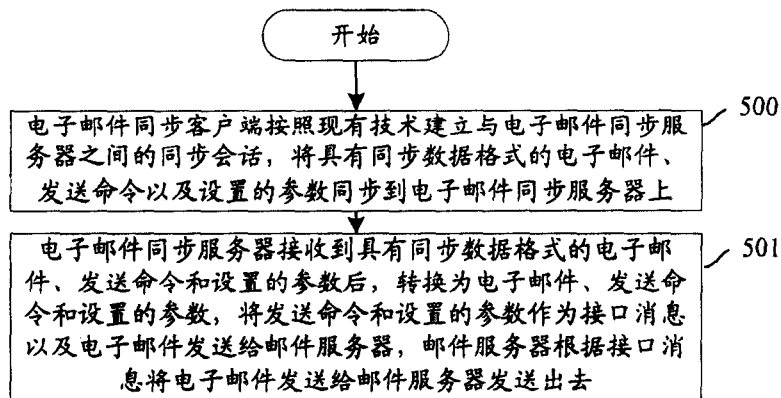 开始
500
电子邮件同步客户端按照现有技术建立与电子邮件同步服
务器之间的同步会话，将具有同步数据格式的电子邮件、
发送命令以及设置的参数同步到电子邮件同步服务器上
501
电子邮件同步服务器接收到具有同步数据格式的电子邮
件、发送命令和设置的参数后，转换为电子邮件、发送命
令和设置的参数，将发送命令和设置的参数作为接口消息
以及电子邮件发送给邮件服务器，邮件服务器根据接口消
息将电子邮件发送给邮件服务器发送出去